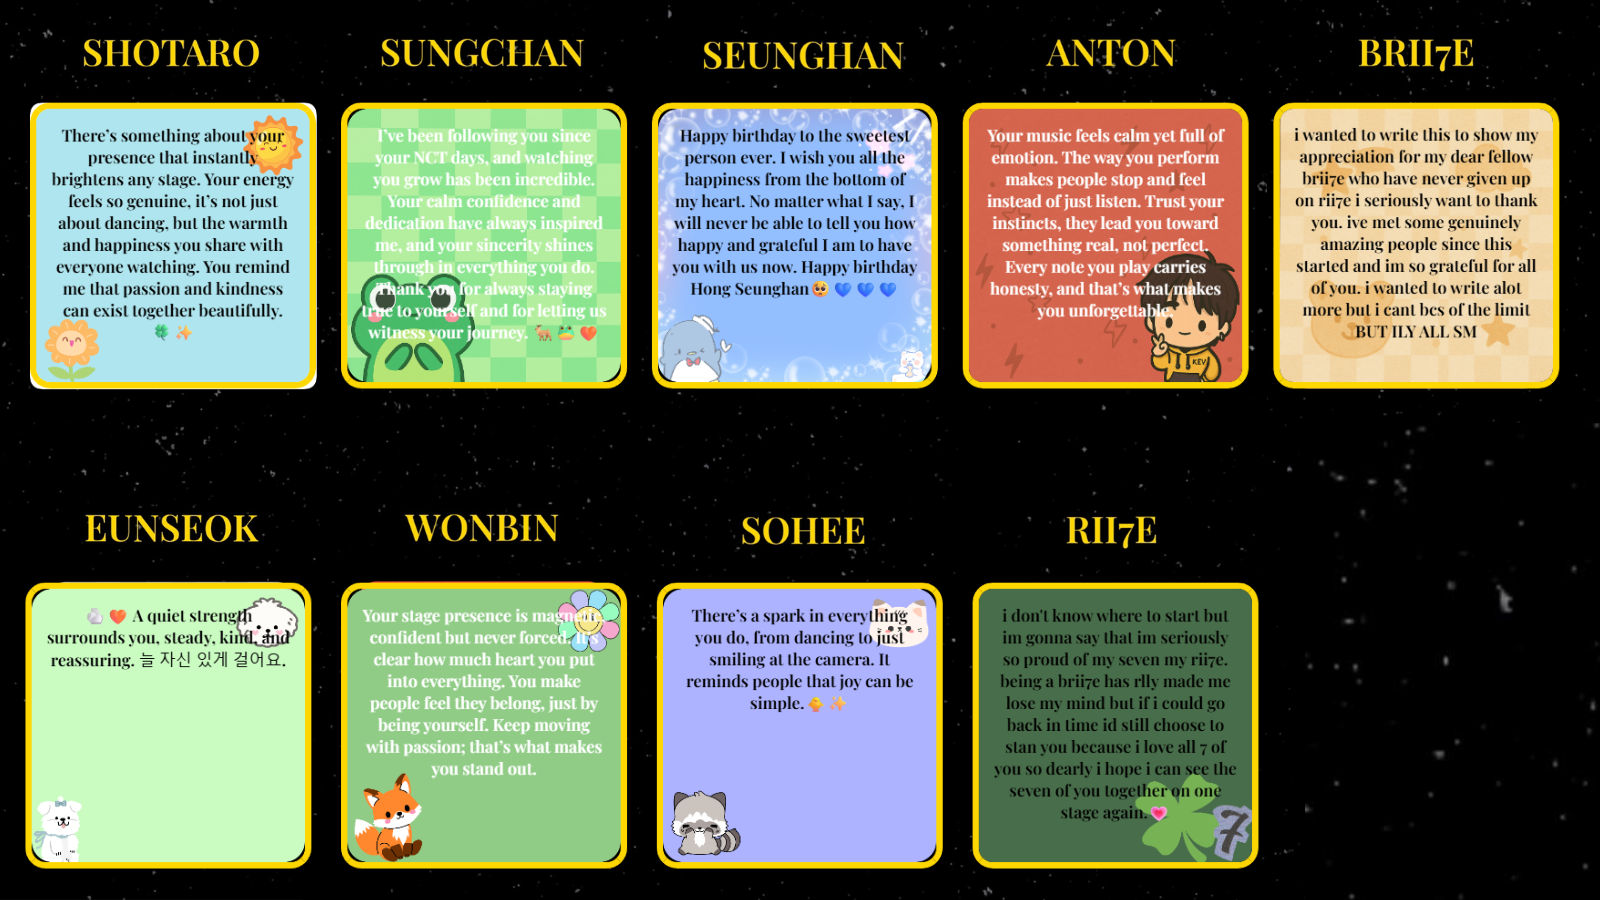 SHOTARO
There's something about your
presence that instantly
brightens any stage. Your energy
feels so genuine, it's not just
about dancing, but the warmth
and happiness you share with
everyone watching. You remind
me that passion and kindness
can exist together beautifully.
🍀 ✨
SUNGCHAN
I've been following you since
your NCT days, and watching
you grow has been incredible.
Your calm confidence and
dedication have always inspired
me, and your sincerity shines
through in everything you do.
Thank you for always staying
true to yourself and for letting us
witness your journey. 🦌 🐸 ❤️
SEUNGHAN
Happy birthday to the sweetest
person ever. I wish you all the
happiness from the bottom of
my heart. No matter what I say, I
will never be able to tell you how
happy and grateful I am to have
you with us now. Happy birthday
Hong Seunghan 🥺 💙 💙 💙
ANTON
Your music feels calm yet full of
emotion. The way you perform
makes people stop and feel
instead of just listen. Trust your
instincts, they lead you toward
something real, not perfect.
Every note you play carries
honesty, and that's what makes
you unforgettable.
KEV
BRII7E
i wanted to write this to show my
appreciation for my dear fellow
brii7e who have never given up
on rii7e i seriously want to thank
you. ive met some genuinely
amazing people since this
started and im so grateful for all
of you. i wanted to write alot
more but i cant bcs of the limit
BUT ILY ALL SM
EUNSEOK
🪨 ❤️ A quiet strength
surrounds you, steady, kind, and
reassuring. 늘 자신 있게 걸어요.
WONBIN
Your stage presence is magnetic,
confident but never forced. It's
clear how much heart you put
into everything. You make
people feel they belong, just by
being yourself. Keep moving
with passion; that's what makes
you stand out.
SOHEE
There's a spark in everything
you do, from dancing to just
smiling at the camera. It
reminds people that joy can be
simple. 🐥 ✨
RII7E
i don't know where to start but
im gonna say that im seriously
so proud of my seven my rii7e.
being a brii7e has rlly made me
lose my mind but if i could go
back in time id still choose to
stan you because i love all 7 of
you so dearly i hope i can see the
seven of you together on one
stage again. 💗
7